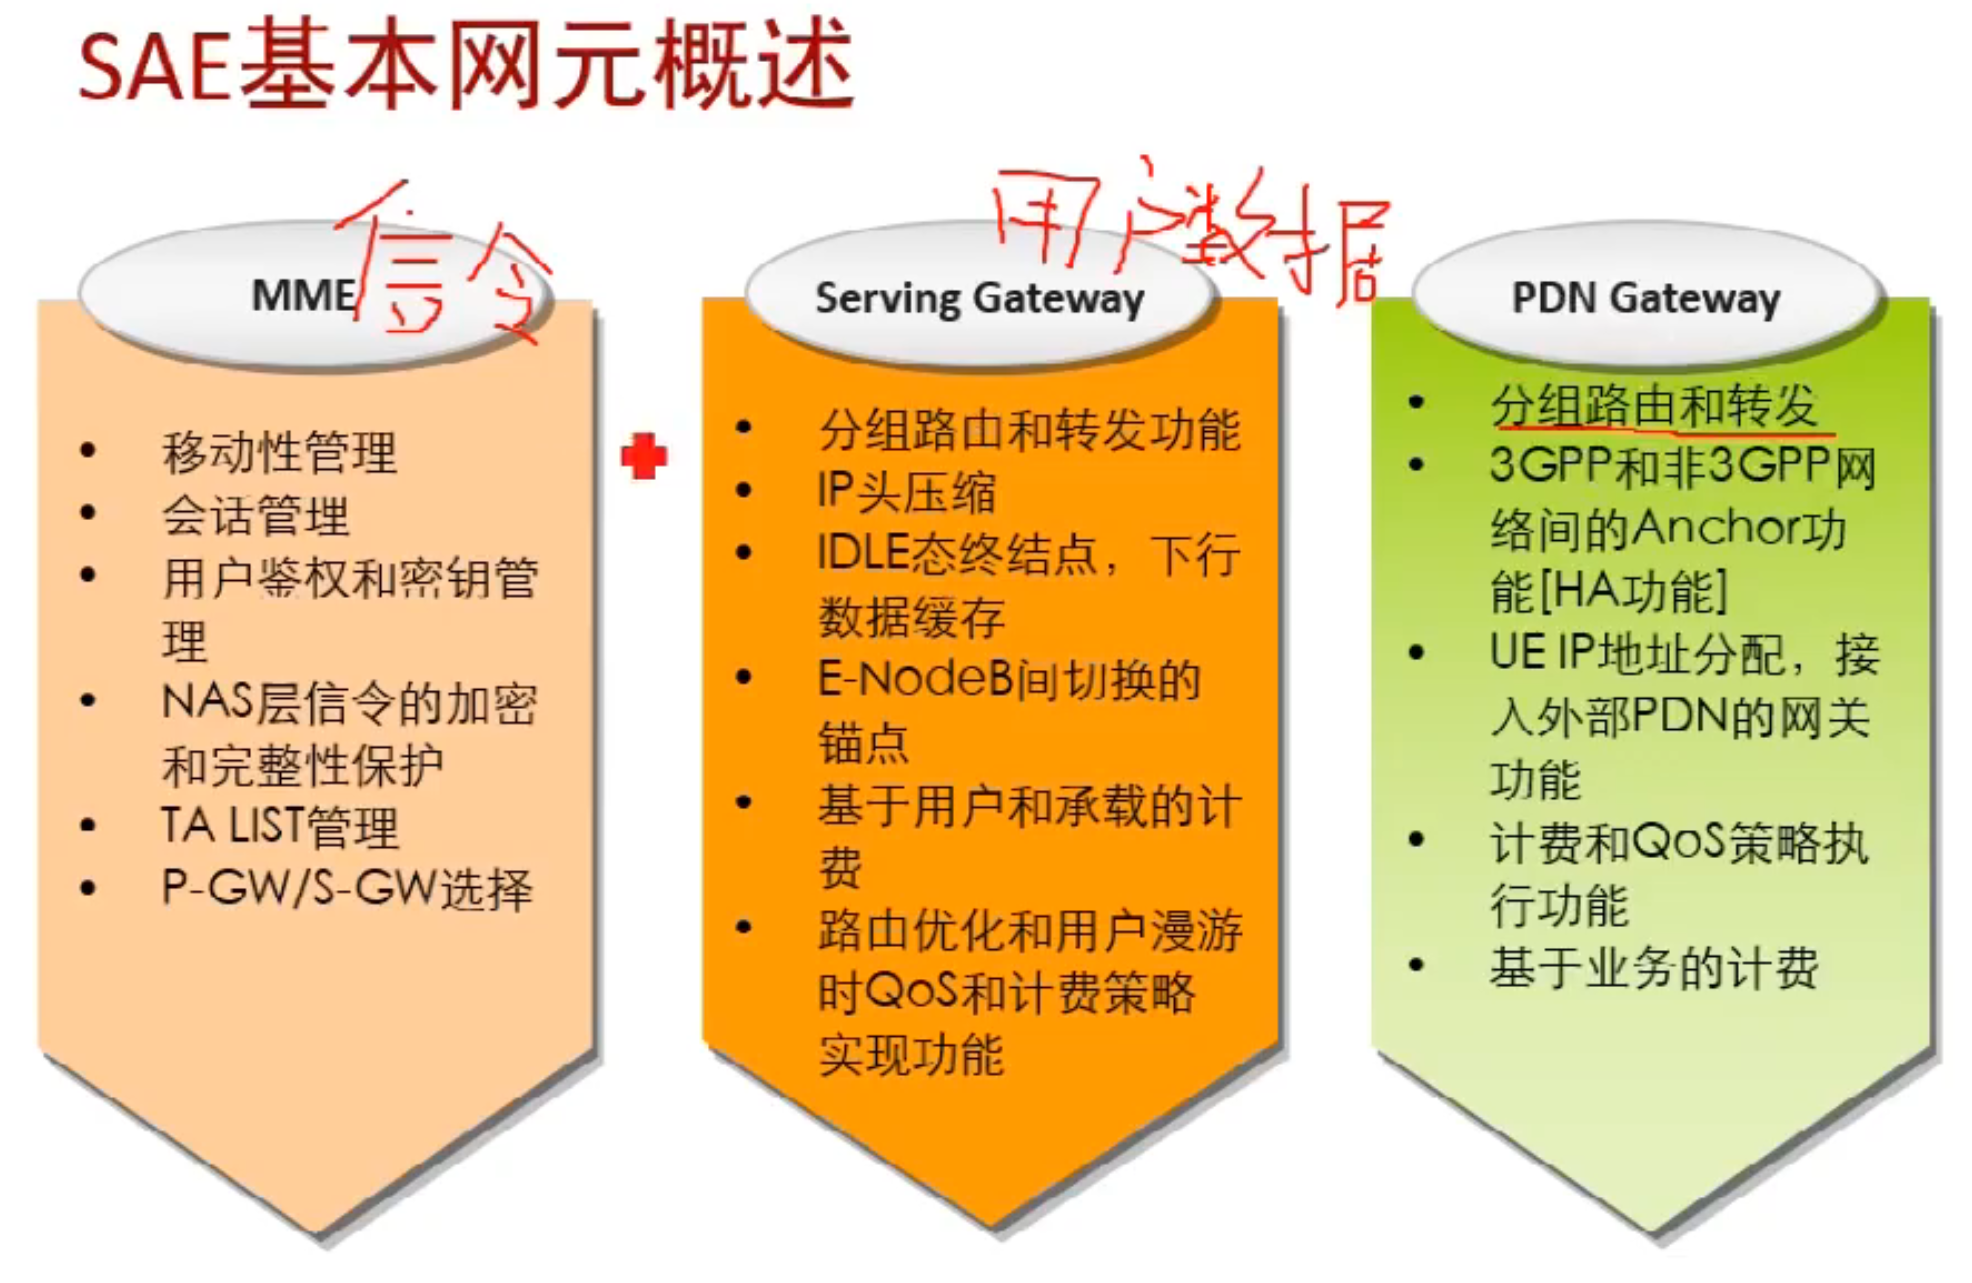 SAE基本网元概述
信令
MME
• 移动性管理
• 会话管理
• 用户鉴权和密钥管
理
• NAS层信令的加密
和完整性保护
• TA LIST管理
• P-GW/S-GW选择
用户数据
Serving Gateway
• 分组路由和转发功能
• IP头压缩
• IDLE态终结点，下行
数据缓存
• E-NodeB间切换的
锚点
• 基于用户和承载的计
费
• 路由优化和用户漫游
时QoS和计费策略
实现功能
PDN Gateway
• 分组路由和转发
• 3GPP和非3GPP网
络间的Anchor功
能[HA功能]
• UE IP地址分配，接
入外部PDN的网关
功能
• 计费和QoS策略执
行功能
• 基于业务的计费